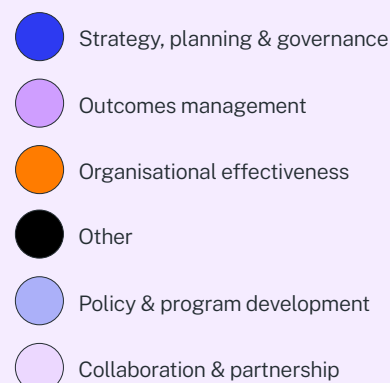 Strategy, planning & governance
Outcomes management
Organisational effectiveness
Other
Policy & program development
Collaboration & partnership